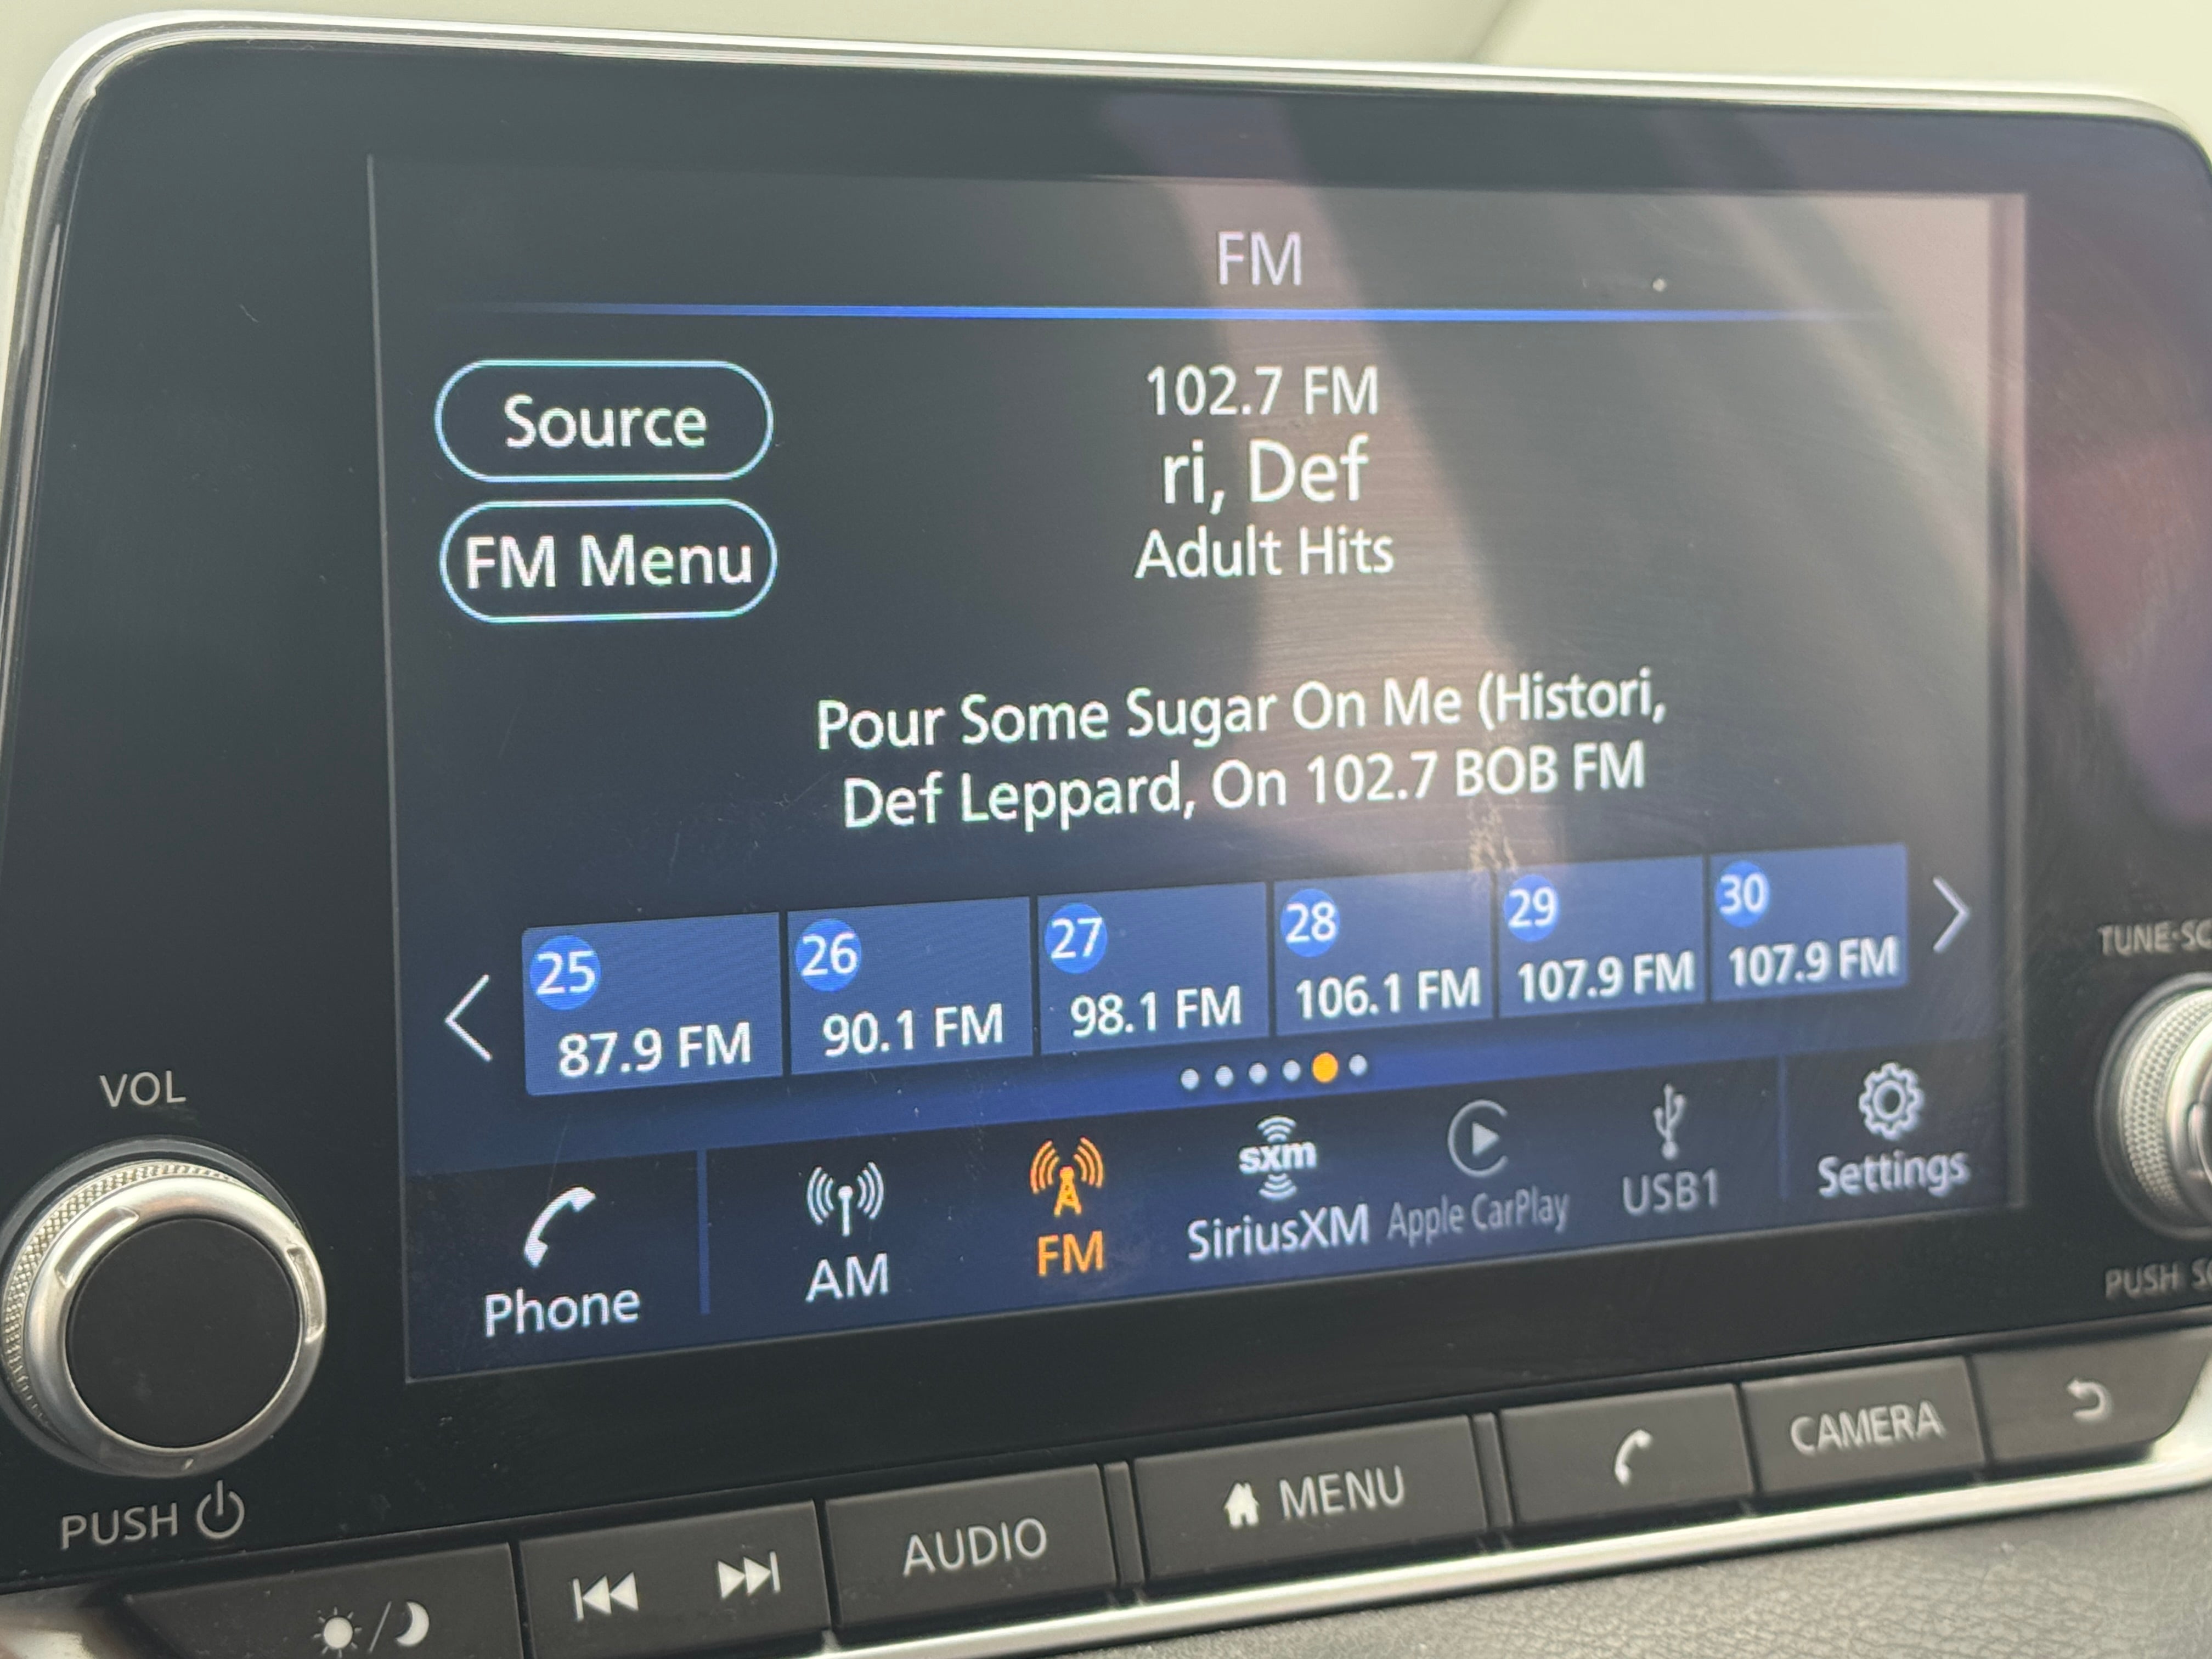 FM
Source
FM Menu
102.7 FM
ri, Def
Adult Hits
Pour Some Sugar On Me (Histori,
Def Leppard, On 102.7 BOB FM
25
87.9 FM
26
90.1 FM
27
98.1 FM
28
106.1 FM
29
107.9 FM
30
107.9 FM
Phone
AM
FM
sxm
SiriusXM
Apple CarPlay
USB1
Settings
VOL
PUSH
TUNE·SC
PUSH
AUDIO
MENU
CAMERA